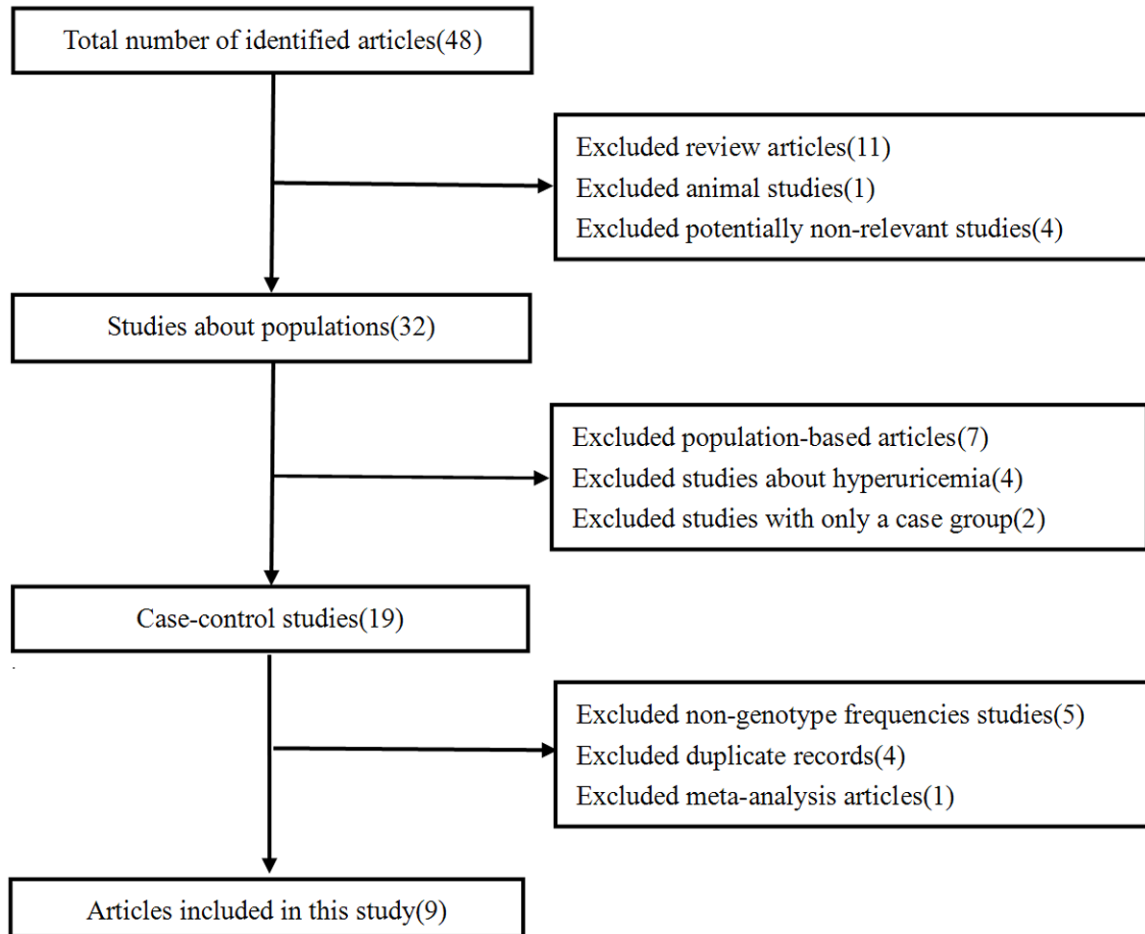 Total number of identified articles(48)
Excluded review articles(11)
Excluded animal studies(1)
Excluded potentially non-relevant studies(4)
Studies about populations(32)
Excluded population-based articles(7)
Excluded studies about hyperuricemia(4)
Excluded studies with only a case group(2)
Case-control studies(19)
Excluded non-genotype frequencies studies(5)
Excluded duplicate records(4)
Excluded meta-analysis articles(1)
Articles included in this study(9)